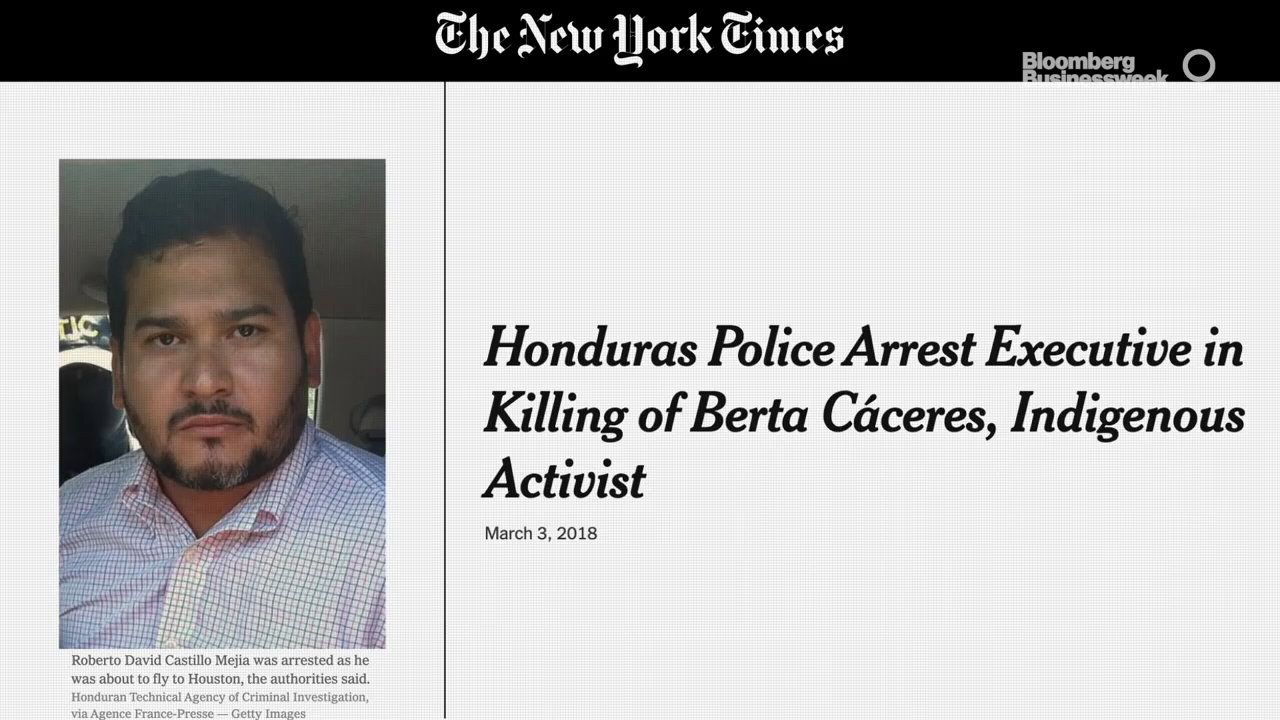 The New York Times
Bloomberg
Businessweek
TIC
Honduras Police Arrest Executive in
Killing of Berta Cáceres, Indigenous
Activist
March 3, 2018
Roberto David Castillo Mejia was arrested as he
was about to fly to Houston, the authorities said.
Honduran Technical Agency of Criminal Investigation,
via Agence France-Presse — Getty Images